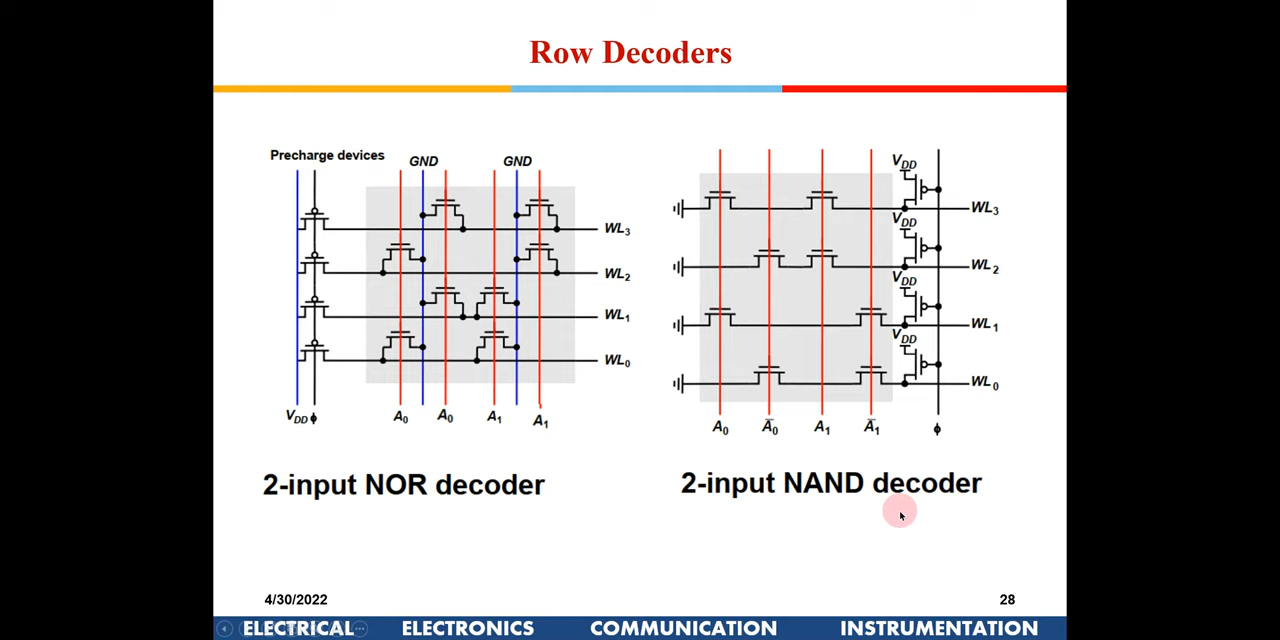 Row Decoders
Precharge devices
GND
GND
WL3
WL2
WL1
WL0
VDD ϕ
A0
A0
A1
A1
2-input NOR decoder
VDD
WL3
VDD
WL2
VDD
WL1
VDD
WL0
A0
A̅0
A1
A̅1
ϕ
2-input NAND decoder
4/30/2022
28
ELECTRICAL ELECTRONICS COMMUNICATION INSTRUMENTATION